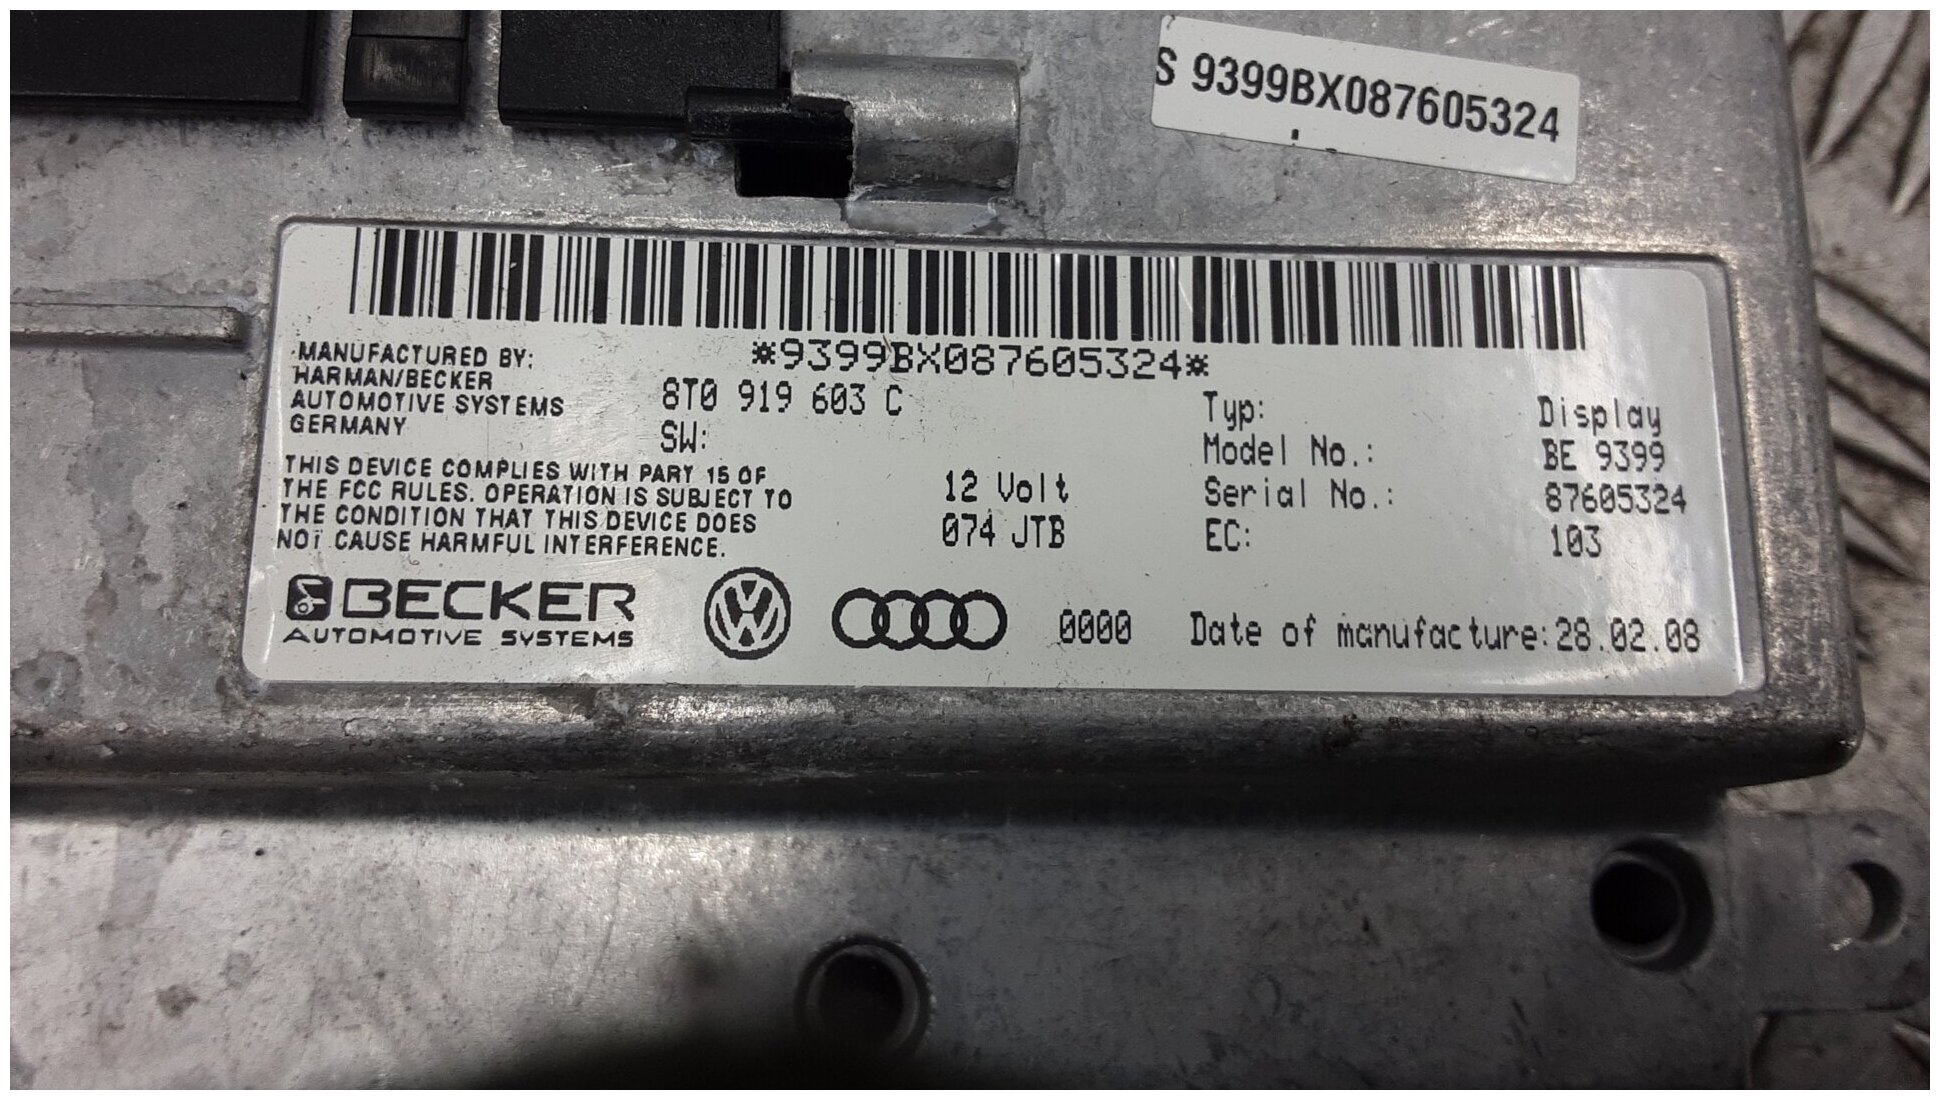 S 9399BX087605324
*9399BX087605324*
MANUFACTURED BY:
HARMAN/BECKER
AUTOMOTIVE SYSTEMS
GERMANY
8T0 919 603 C
SW:
THIS DEVICE COMPLIES WITH PART 15 OF
THE FCC RULES. OPERATION IS SUBJECT TO
THE CONDITION THAT THIS DEVICE DOES
NOT CAUSE HARMFUL INTERFERENCE.
12 Volt
074 JTB
Typ: Display
Model No.: BE 9399
Serial No.: 87605324
EC: 103
BECKER
AUTOMOTIVE SYSTEMS
VW
0000
Date of manufacture:28.02.08